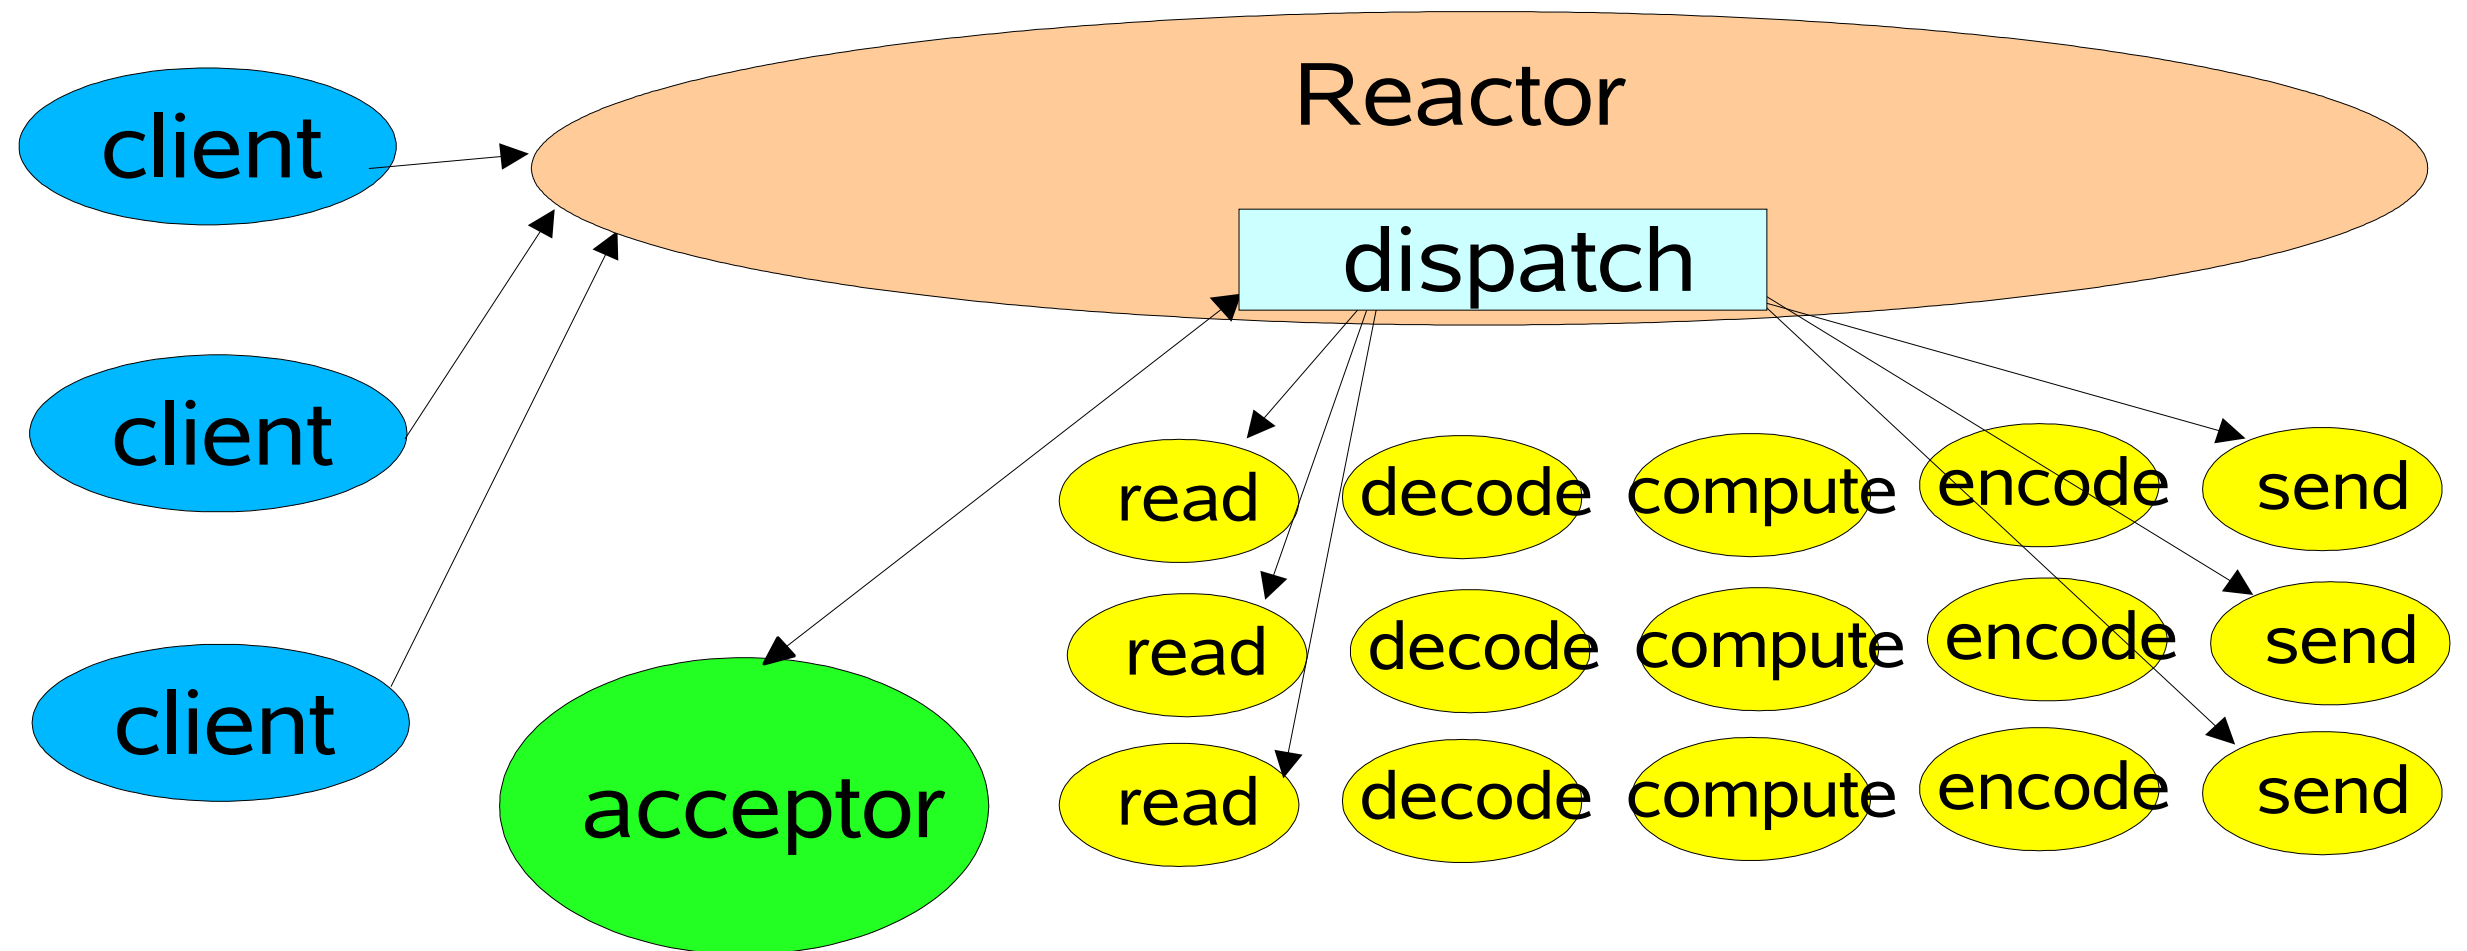 Reactor
client
dispatch
client
client
acceptor
read decode compute encode send
read decode compute encode send
read decode compute encode send